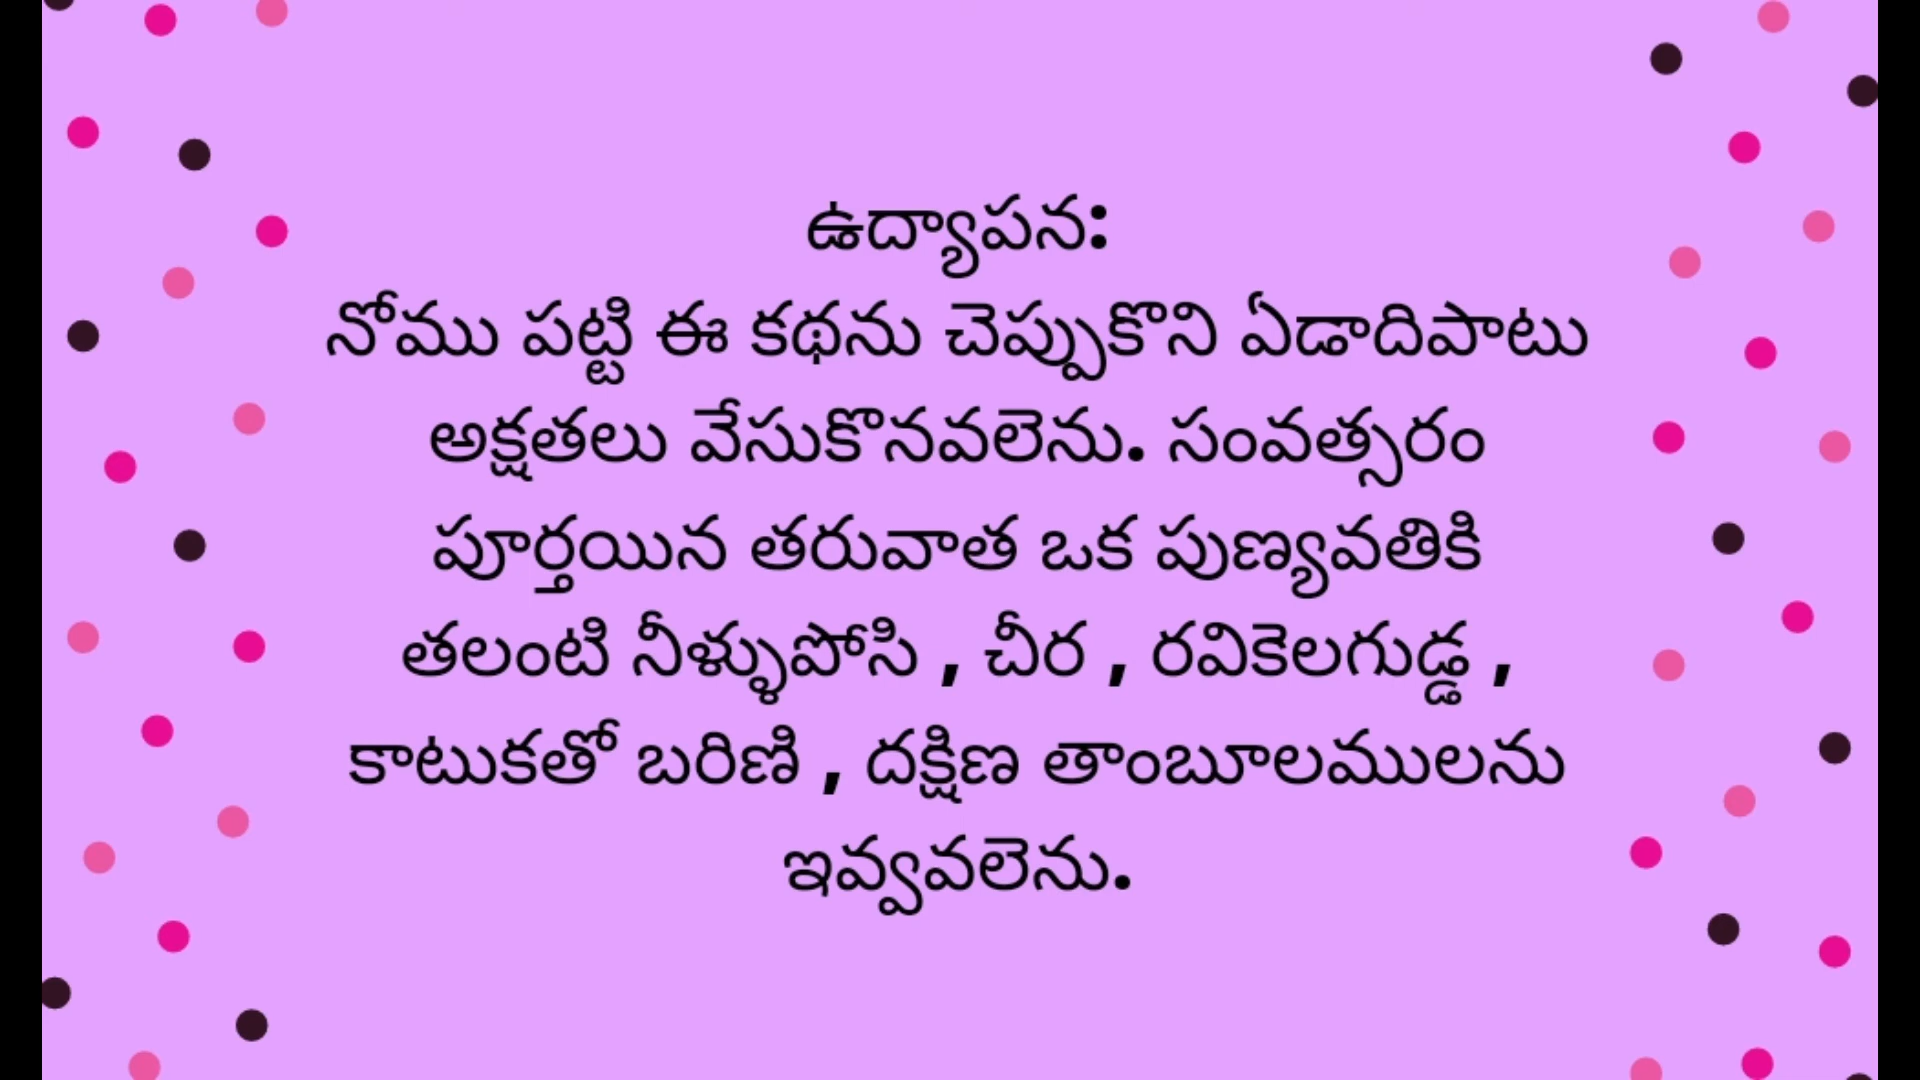 ఉద్యాపన:
నోము పట్టి ఈ కథను చెప్పుకొని ఏడాదిపాటు
అక్షతలు వేసుకొనవలెను. సంవత్సరం
పూర్తయిన తరువాత ఒక పుణ్యవతికి
తలంటి నీళ్ళుపోసి , చీర , రవికెలగుడ్డ ,
కాటుకతో బరిణి , దక్షిణ తాంబూలములను
ఇవ్వవలెను.